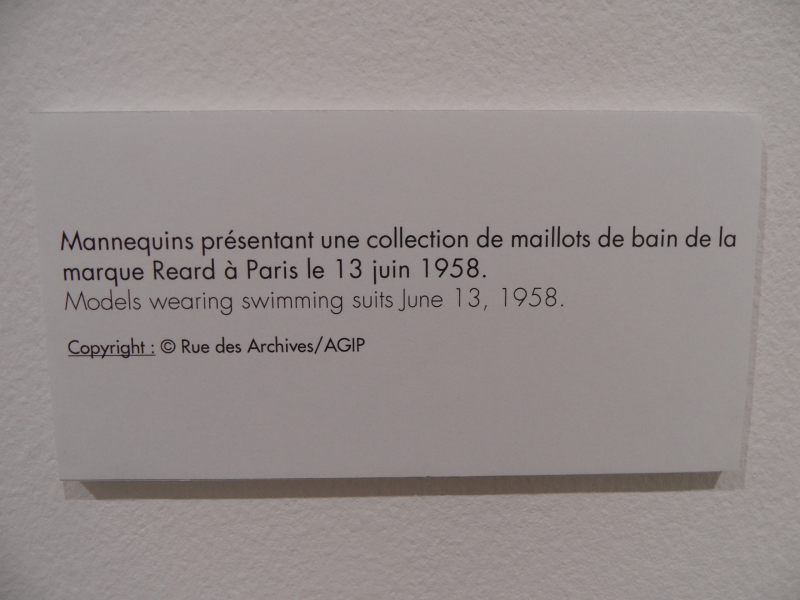 Mannequins présentant une collection de maillots de bain de la
marque Reard à Paris le 13 juin 1958.
Models wearing swimming suits June 13, 1958.
Copyright : © Rue des Archives/AGIP